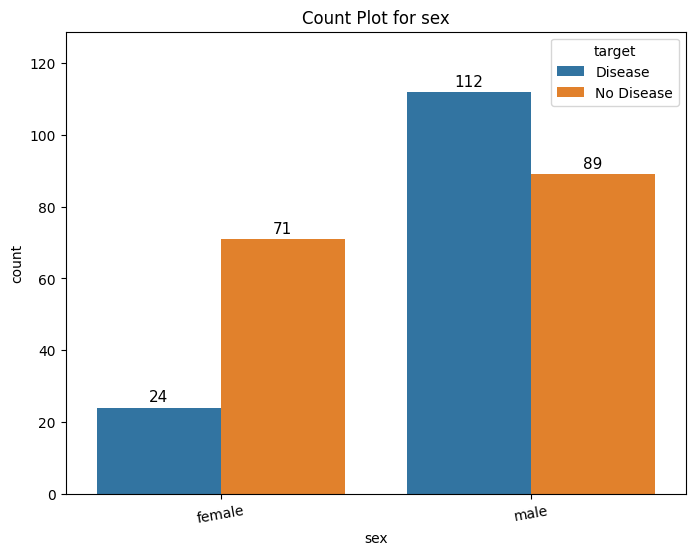 Count Plot for sex
target
Disease
No Disease
120
100
80
60
40
20
0
count
24
71
112
89
female
male
sex